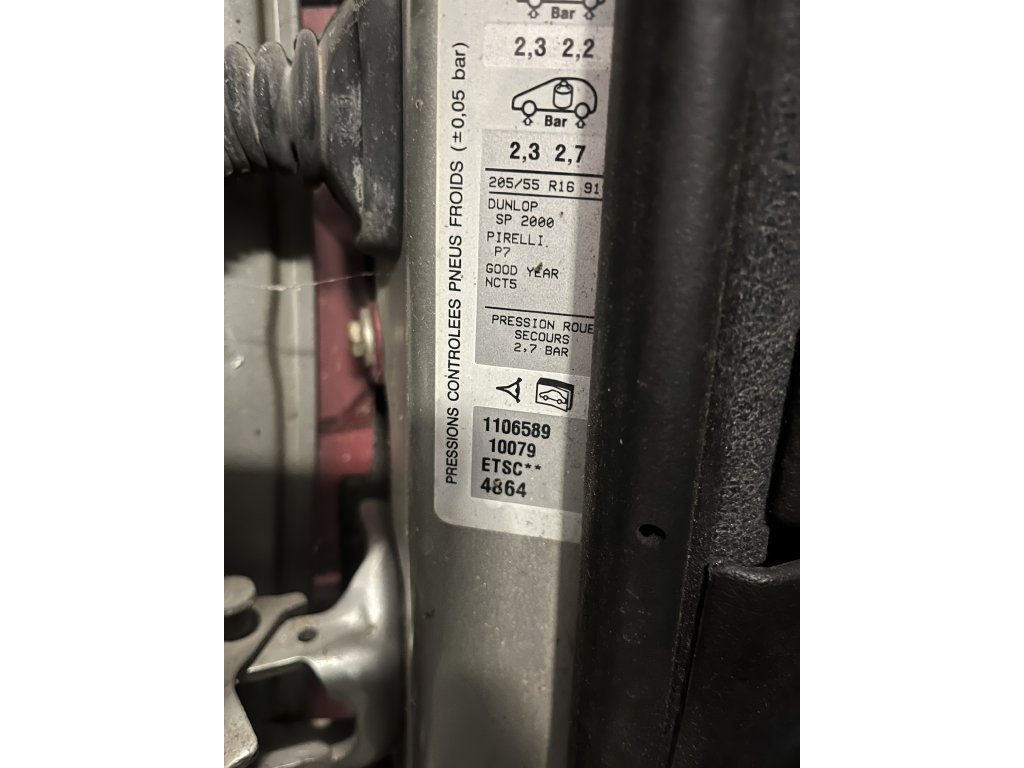 Bar
2,3 2,2
Bar
2,3 2,7
205/55 R16 91
DUNLOP
SP 2000
PIRELLI
P7
GOOD YEAR
NCT5
PRESSION ROUE
SECOURS
2,7 BAR
1106589
10079
ETSC**
4864
PRESSIONS CONTROLEES PNEUS FROIDS (±0,05 bar)